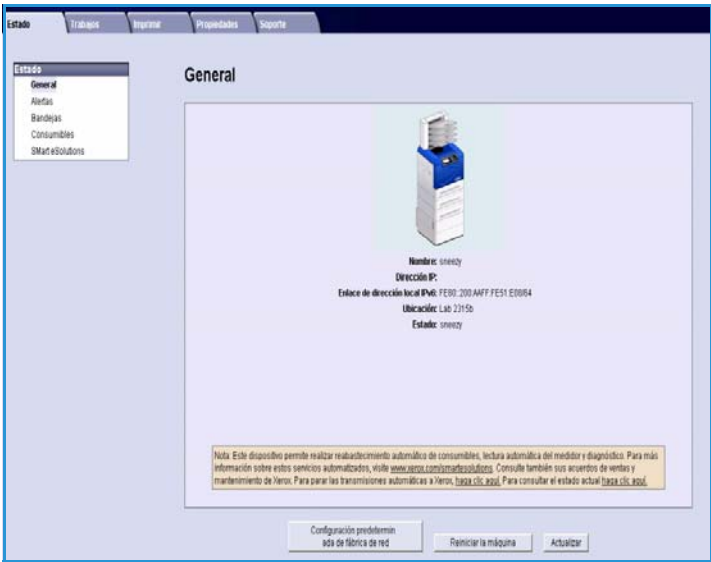 Estado Trabajos Imprimir Propiedades Soporte
Estado
General
Alertas
Bandejas
Consumibles
SMart eSolutions
General
Nombre: sneezy
Dirección IP:
Enlace de dirección local IPv6: FE80::200:AAFF:FE51:E08/64
Ubicación: Lab 2315b
Estado: sneezy
Nota: Este dispositivo permite realizar reabastecimiento automático de consumibles, lectura automática del medidor y diagnóstico. Para más
información sobre estos servicios automatizados, visite www.xerox.com/smartesolutions. Consulte también sus acuerdos de ventas y
mantenimiento de Xerox. Para parar las transmisiones automáticas a Xerox, haga clic aquí. Para consultar el estado actual haga clic aquí.
Configuración predetermin
ada de fábrica de red
Reiniciar la máquina
Actualizar